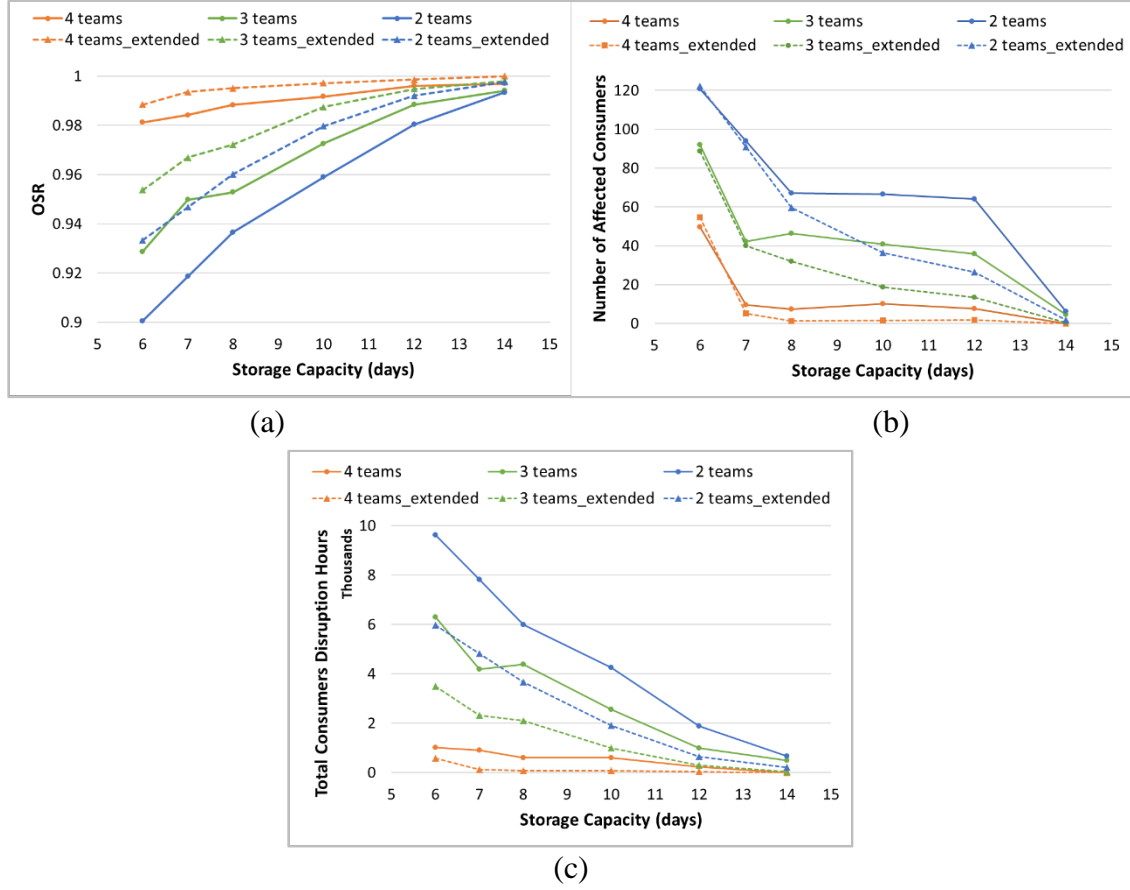 4 teams 3 teams 2 teams
4 teams_extended 3 teams_extended 2 teams_extended
1
0.98
0.96
0.94
0.92
0.9
OSR
5 6 7 8 9 10 11 12 13 14 15
Storage Capacity (days)
(a)
4 teams 3 teams 2 teams
4 teams_extended 3 teams_extended 2 teams_extended
120
100
80
60
40
20
0
Number of Affected Consumers
5 6 7 8 9 10 11 12 13 14 15
Storage Capacity (days)
(b)
4 teams 3 teams 2 teams
4 teams_extended 3 teams_extended 2 teams_extended
10
8
6
4
2
0
Total Consumers Disruption Hours
Thousands
5 6 7 8 9 10 11 12 13 14 15
Storage Capacity (days)
(c)